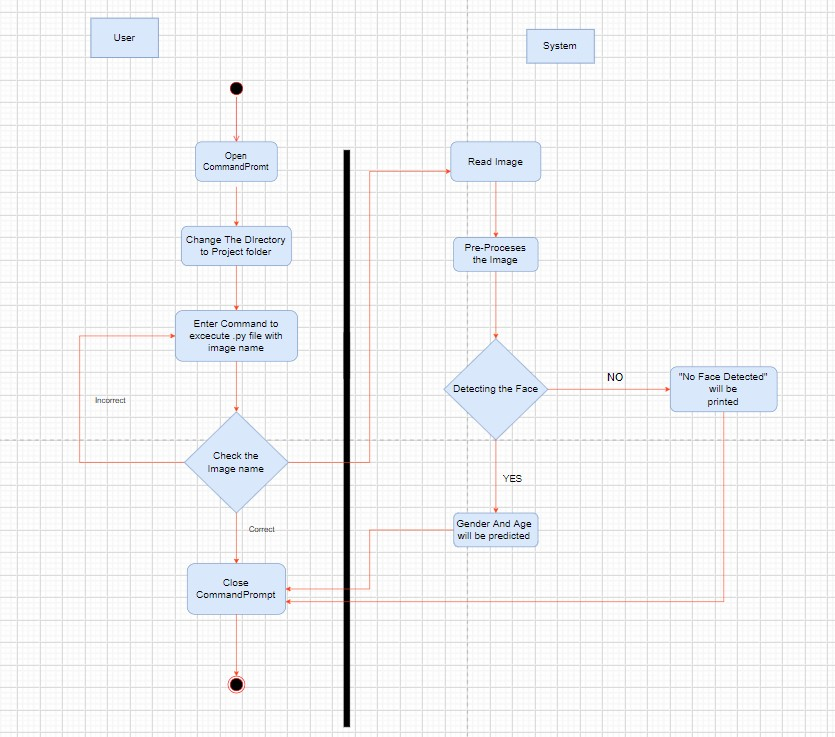 User
System
Open
CommandPromt
Change The DIrectory
to Project folder
Enter Command to
excecute .py file with
image name
Incorrect
Check the
Image name
Correct
Close
CommandPrompt
Read Image
Pre-Proceses
the Image
Detecting the Face
NO
"No Face Detected"
will be
printed
YES
Gender And Age
will be predicted